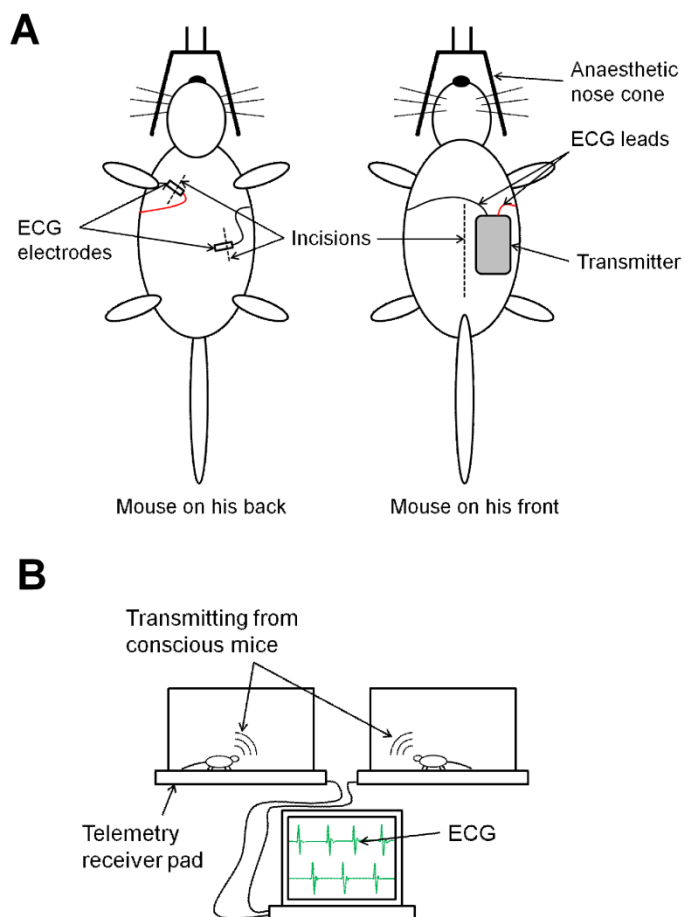 A
Anaesthetic
nose cone
ECG leads
ECG
electrodes
Incisions
Transmitter
Mouse on his back
Mouse on his front
B
Transmitting from
conscious mice
Telemetry
receiver pad
ECG